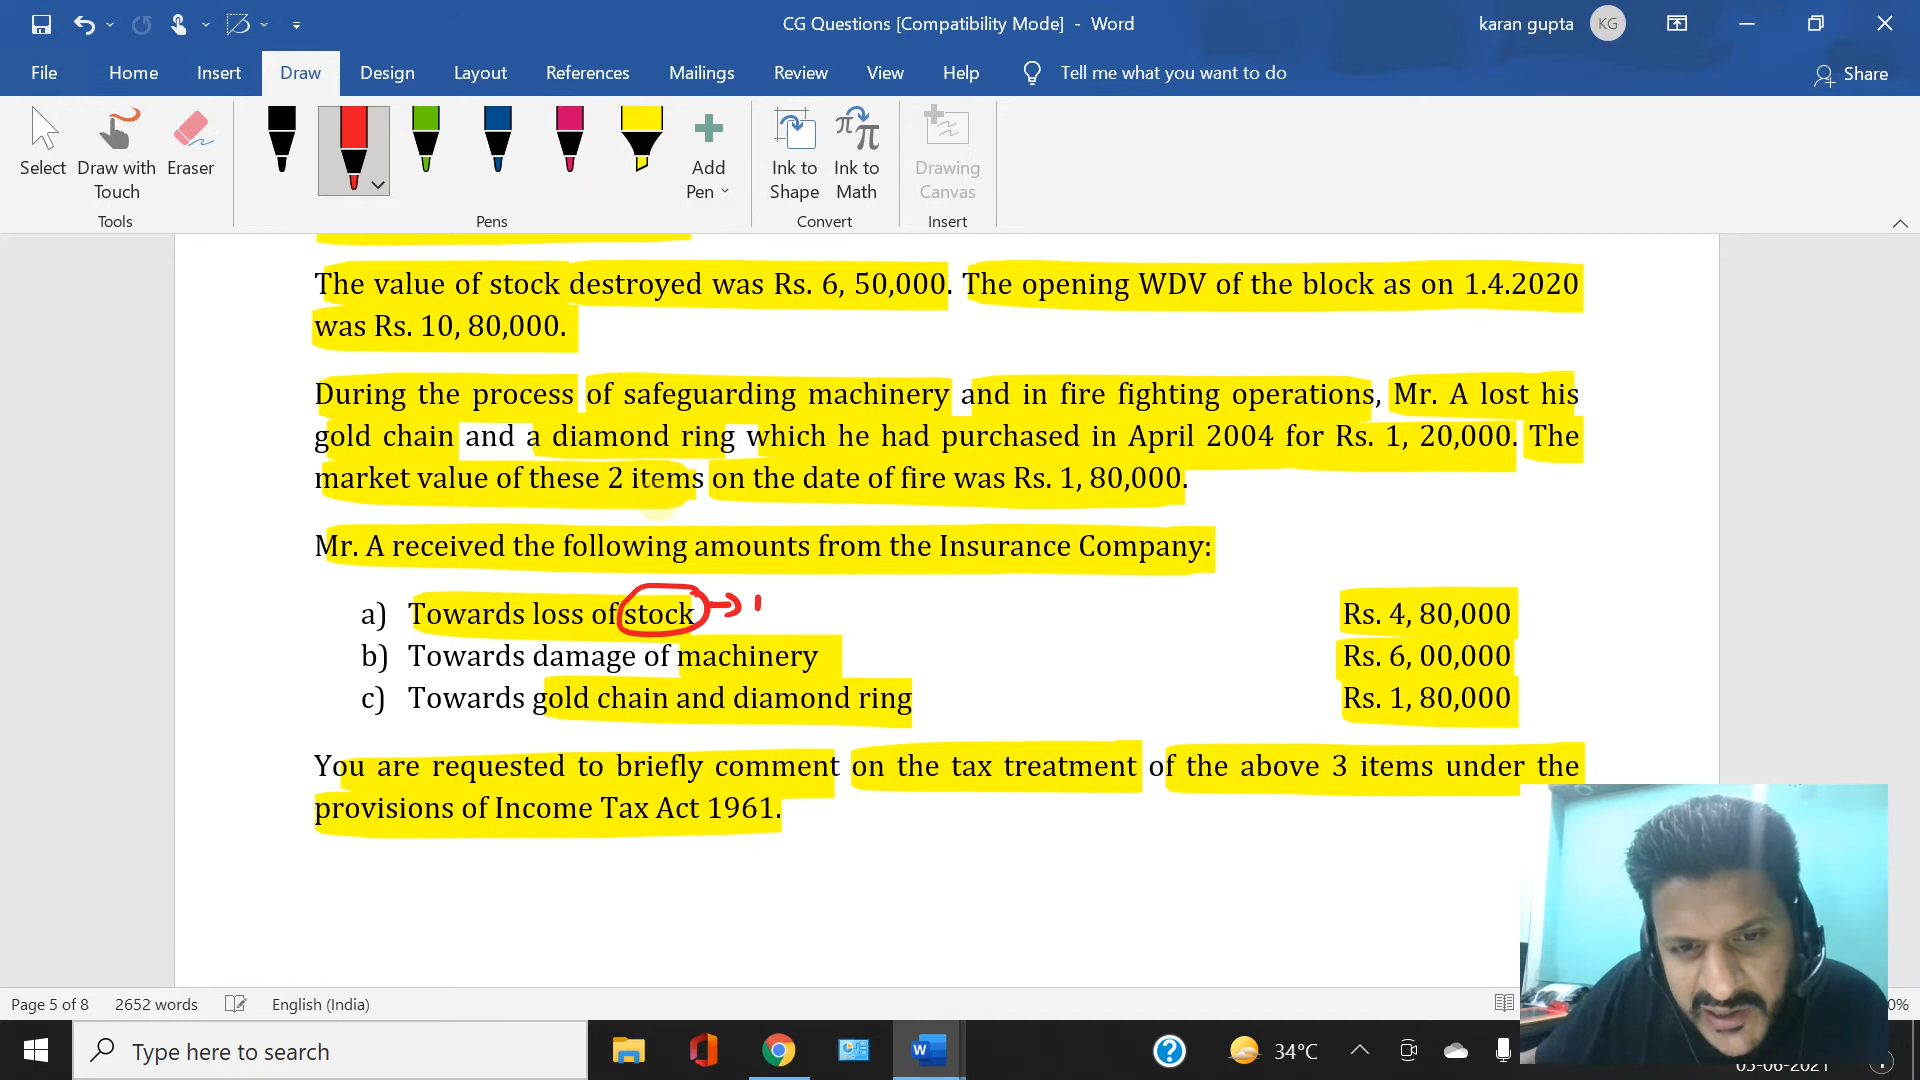 CG Questions [Compatibility Mode] - Word
karan gupta KG
File Home Insert Draw Design Layout References Mailings Review View Help Tell me what you want to do Share
Select Draw with Touch Eraser Add Pen Ink to Shape Ink to Math Drawing Canvas
Tools Pens Convert Insert
The value of stock destroyed was Rs. 6, 50,000. The opening WDV of the block as on 1.4.2020
was Rs. 10, 80,000.
During the process of safeguarding machinery and in fire fighting operations, Mr. A lost his
gold chain and a diamond ring which he had purchased in April 2004 for Rs. 1, 20,000. The
market value of these 2 items on the date of fire was Rs. 1, 80,000.
Mr. A received the following amounts from the Insurance Company:
a) Towards loss of stock Rs. 4, 80,000
b) Towards damage of machinery Rs. 6, 00,000
c) Towards gold chain and diamond ring Rs. 1, 80,000
You are requested to briefly comment on the tax treatment of the above 3 items under the
provisions of Income Tax Act 1961.
Page 5 of 8 2652 words English (India) 0%
Type here to search 34°C
05-06-2021